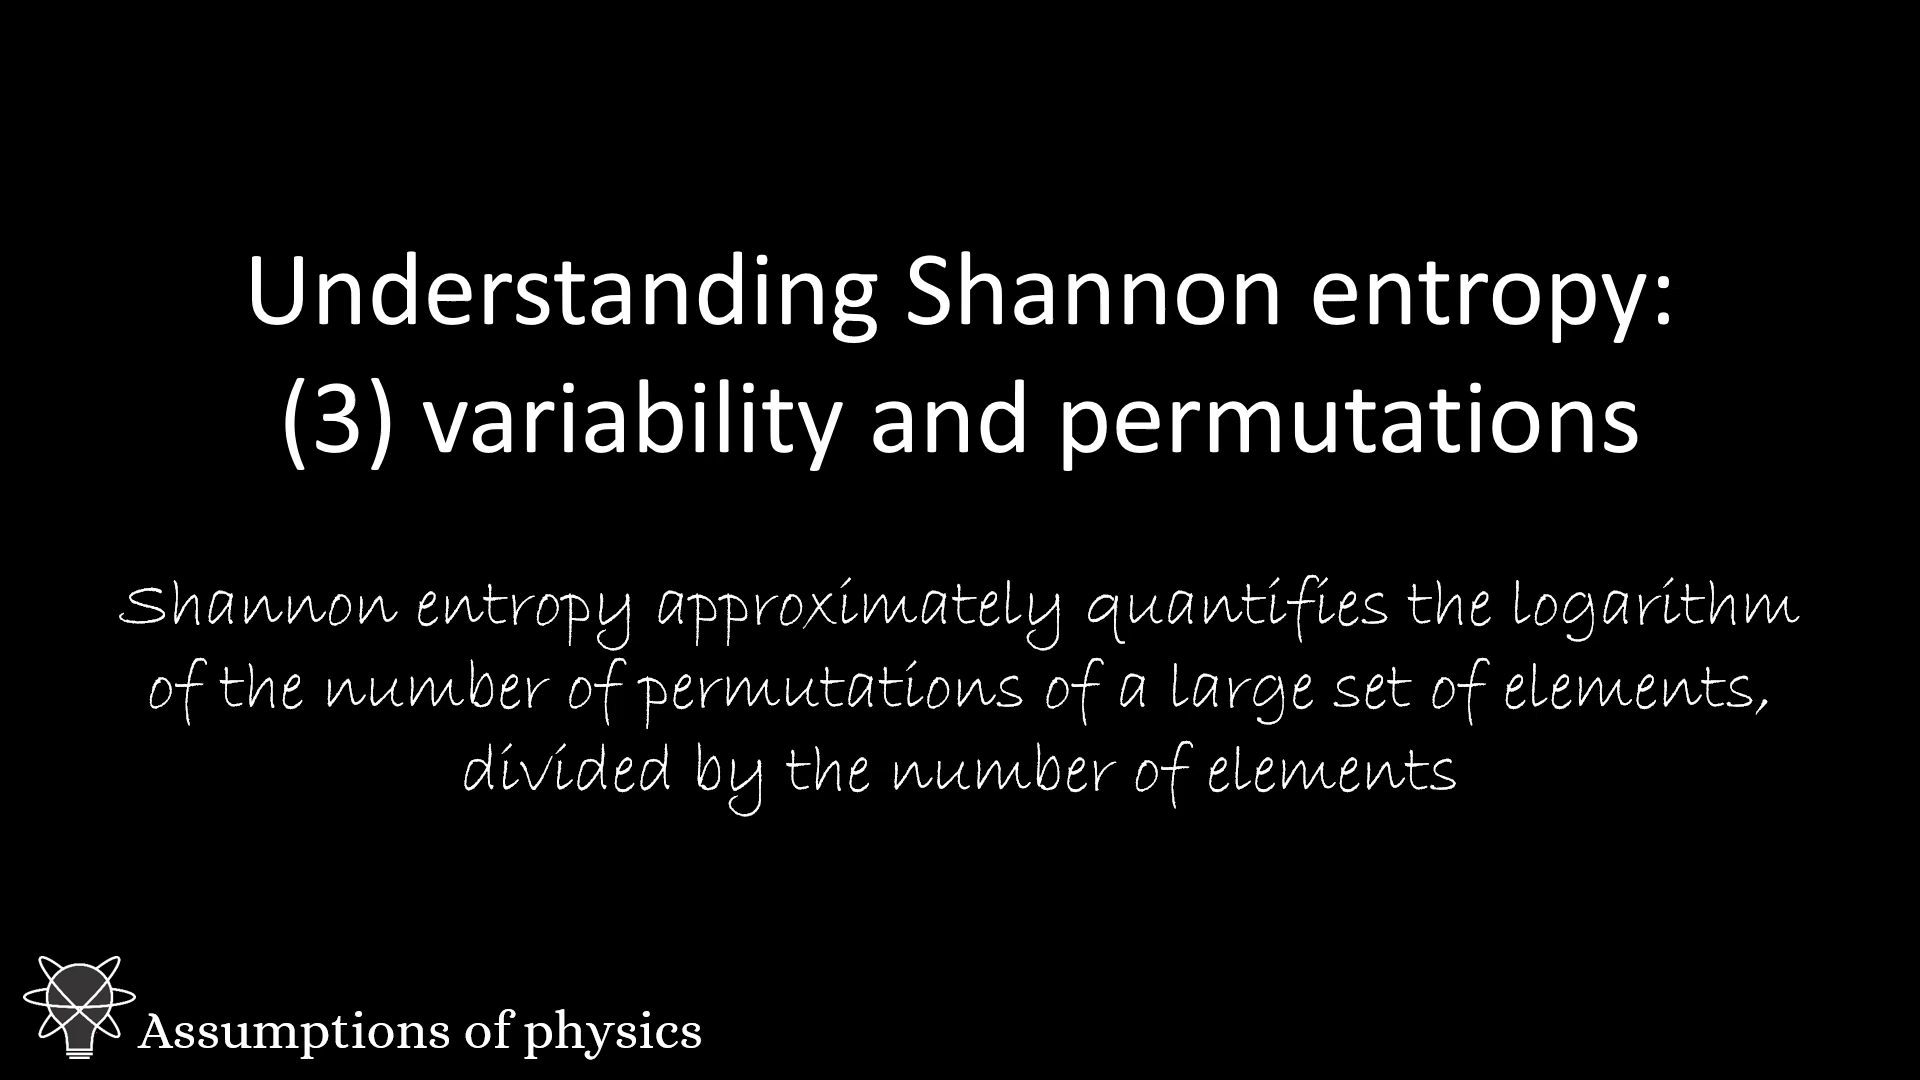 Understanding Shannon entropy:
(3) variability and permutations
Shannon entropy approximately quantifies the logarithm
of the number of permutations of a large set of elements,
divided by the number of elements
Assumptions of physics